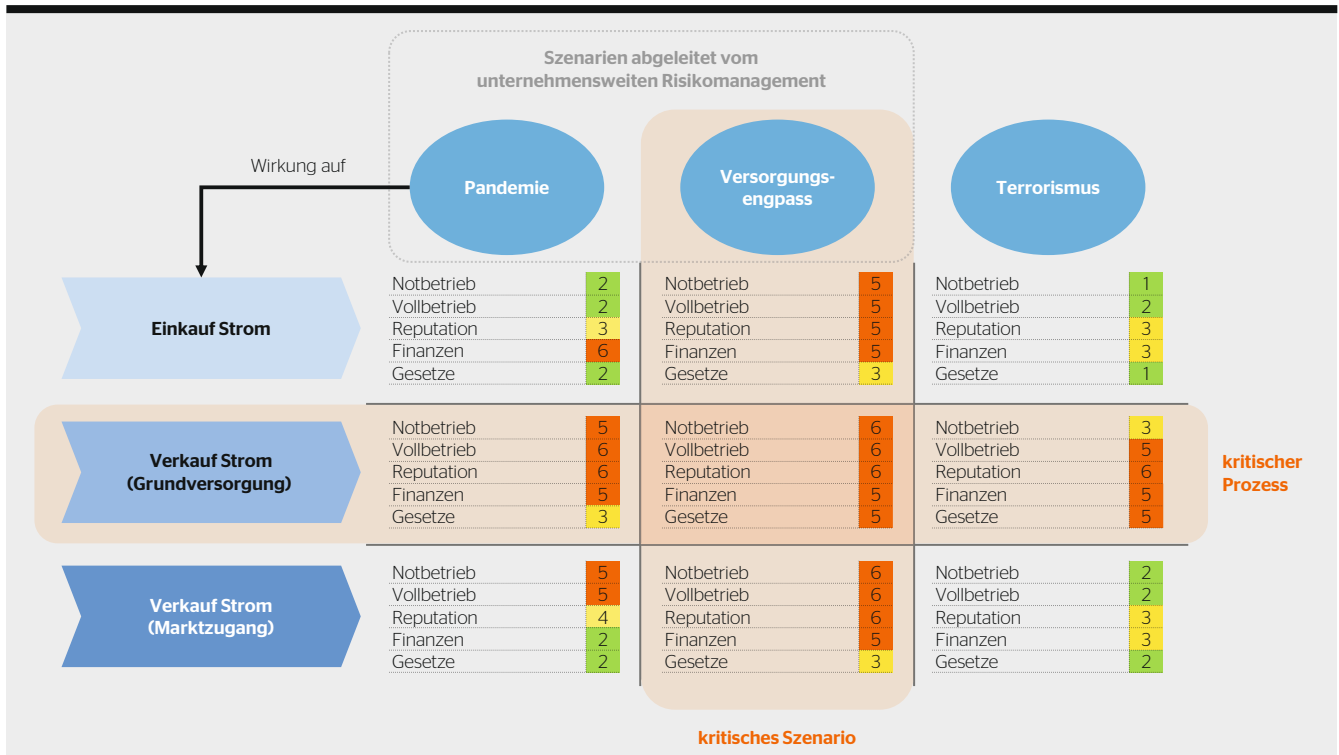 Szenarien abgeleitet vom
unternehmensweiten Risikomanagement
Wirkung auf
Pandemie
Versorgungs-
engpass
Terrorismus
Einkauf Strom
Notbetrieb 2
Vollbetrieb 2
Reputation 3
Finanzen 6
Gesetze 2
Notbetrieb 5
Vollbetrieb 5
Reputation 5
Finanzen 5
Gesetze 3
Notbetrieb 1
Vollbetrieb 2
Reputation 3
Finanzen 3
Gesetze 1
Verkauf Strom
(Grundversorgung)
Notbetrieb 5
Vollbetrieb 6
Reputation 6
Finanzen 5
Gesetze 3
Notbetrieb 6
Vollbetrieb 6
Reputation 6
Finanzen 5
Gesetze 5
Notbetrieb 3
Vollbetrieb 5
Reputation 6
Finanzen 5
Gesetze 5
kritischer
Prozess
Verkauf Strom
(Marktzugang)
Notbetrieb 5
Vollbetrieb 5
Reputation 4
Finanzen 2
Gesetze 2
Notbetrieb 6
Vollbetrieb 6
Reputation 6
Finanzen 5
Gesetze 3
Notbetrieb 2
Vollbetrieb 2
Reputation 3
Finanzen 3
Gesetze 2
kritisches Szenario